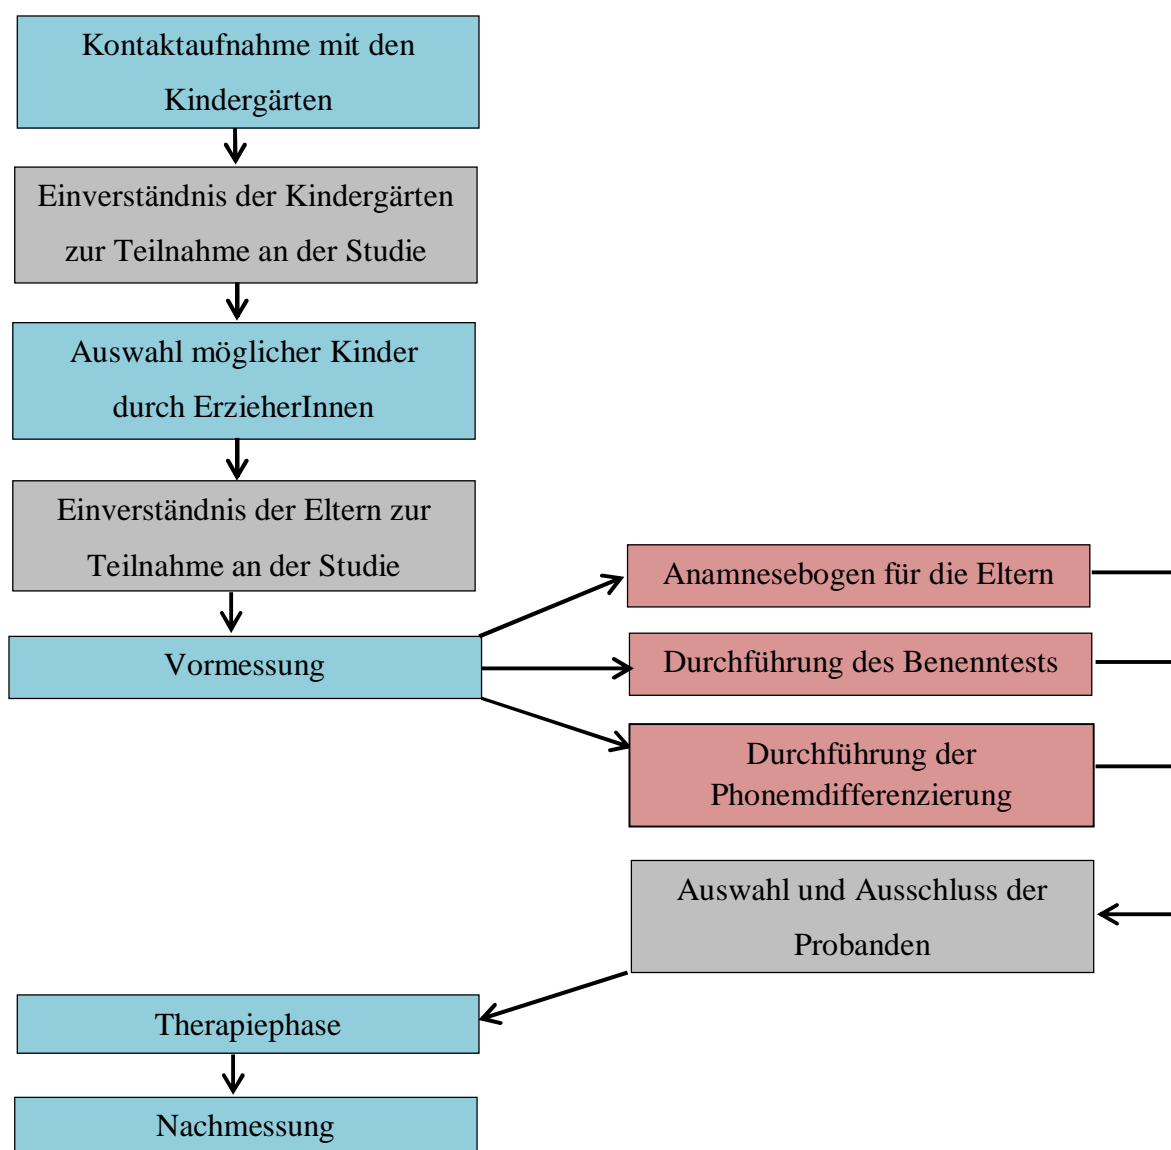 Kontaktaufnahme mit den
Kindergärten
Einverständnis der Kindergärten
zur Teilnahme an der Studie
Auswahl möglicher Kinder
durch ErzieherInnen
Einverständnis der Eltern zur
Teilnahme an der Studie
Vormessung
Anamnesebogen für die Eltern
Durchführung des Benenntests
Durchführung der
Phonemdifferenzierung
Auswahl und Ausschluss der
Probanden
Therapiephase
Nachmessung